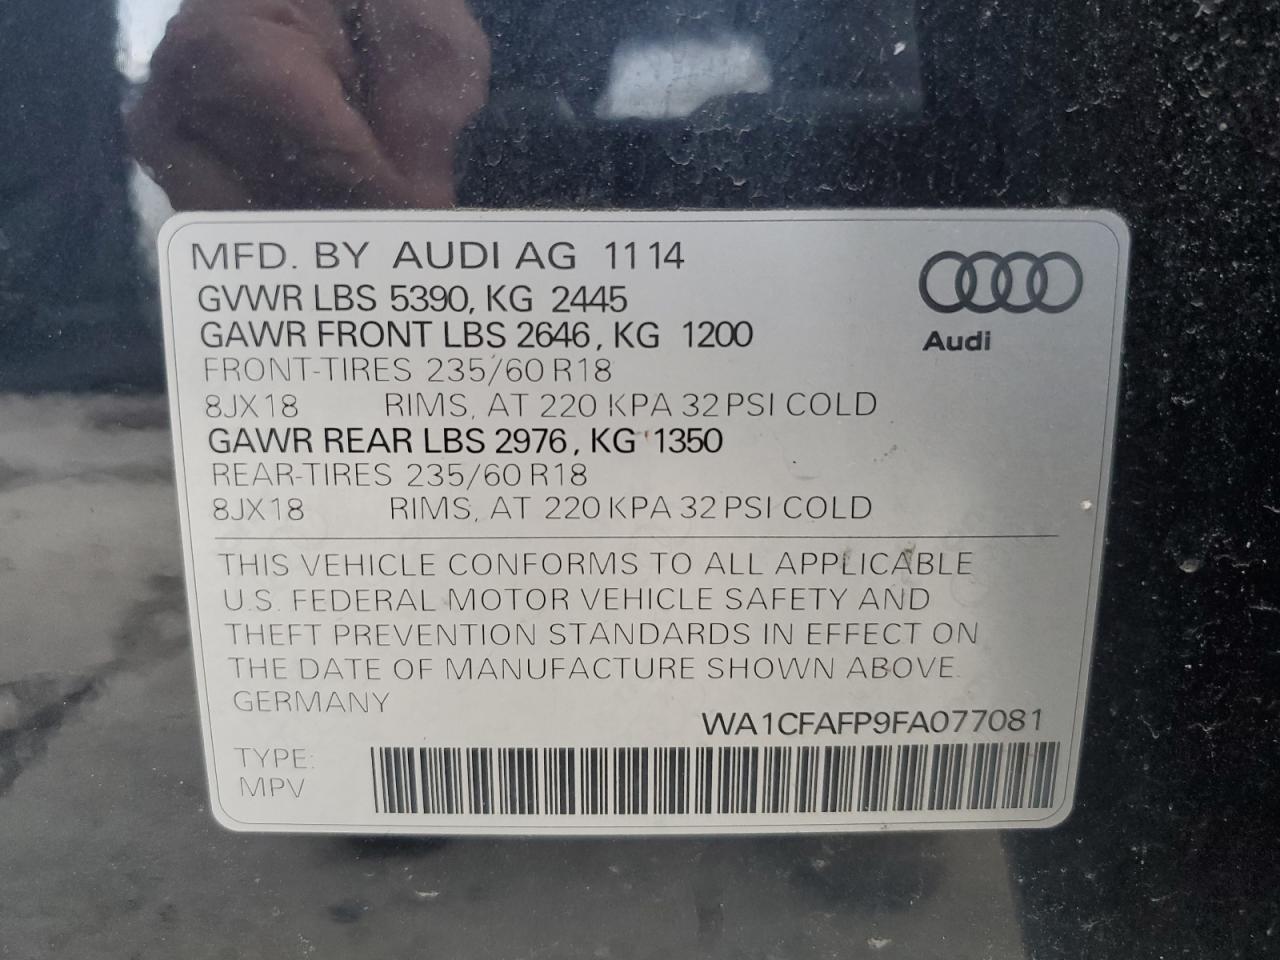 MFD. BY AUDI AG 11 14
GVWR LBS 5390, KG 2445
GAWR FRONT LBS 2646, KG 1200
FRONT-TIRES 235/60 R18
8JX18 RIMS, AT 220 KPA 32 PSI COLD
GAWR REAR LBS 2976, KG 1350
REAR-TIRES 235/60 R18
8JX18 RIMS, AT 220 KPA 32 PSI COLD
Audi
THIS VEHICLE CONFORMS TO ALL APPLICABLE
U.S. FEDERAL MOTOR VEHICLE SAFETY AND
THEFT PREVENTION STANDARDS IN EFFECT ON
THE DATE OF MANUFACTURE SHOWN ABOVE.
GERMANY
WA1CFAFP9FA077081
TYPE:
MPV